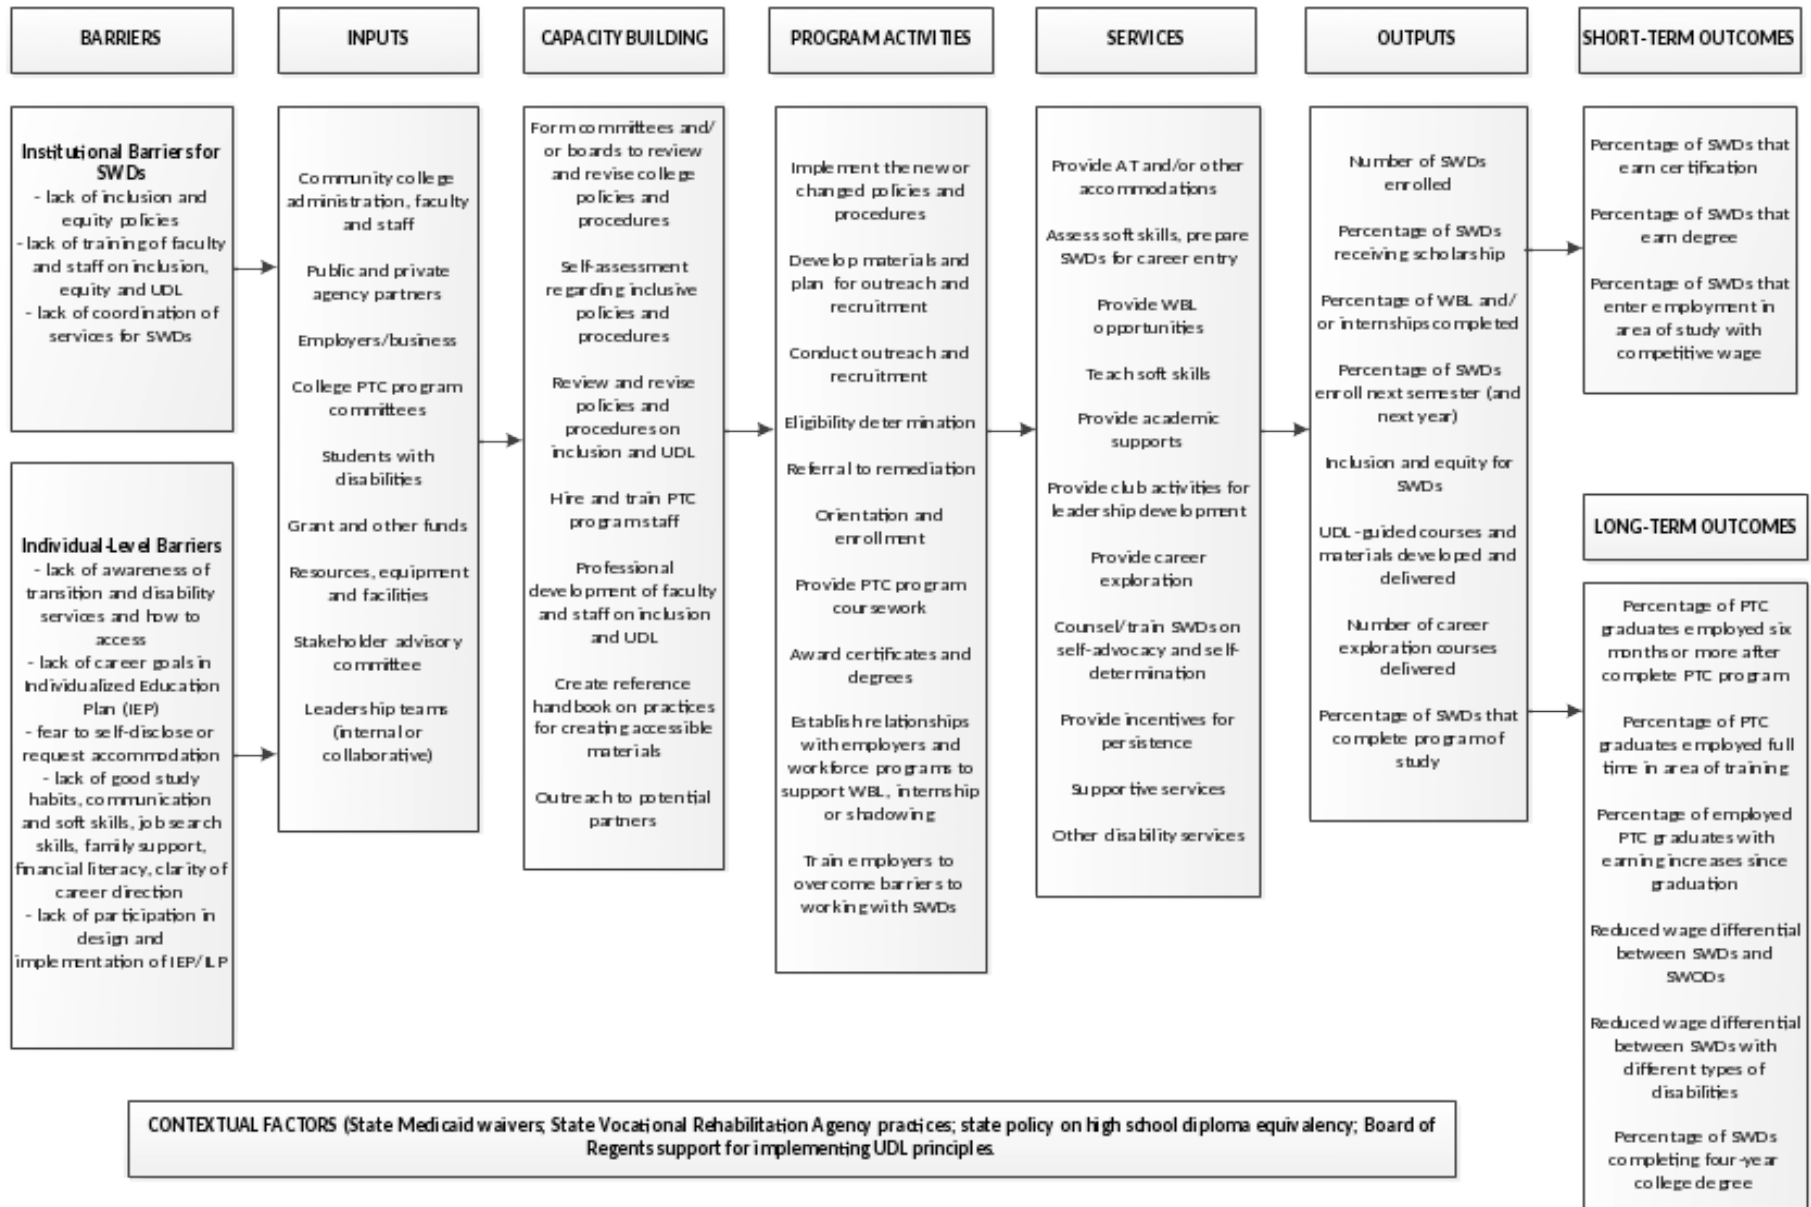 BARRIERS
INPUTS
CAPACITY BUILDING
PROGRAM ACTIVITIES
SERVICES
OUTPUTS
SHORT-TERM OUTCOMES
Institutional Barriers for
SWDs
- lack of inclusion and
equity policies
- lack of training of faculty
and staff on inclusion,
equity and UDL
- lack of coordination of
services for SWDs
Individual-Level Barriers
- lack of awareness of
transition and disability
services and how to
access
- lack of career goals in
Individualized Education
Plan (IEP)
- fear to self-disclose or
request accommodation
- lack of good study
habits, communication
and soft skills, job search
skills, family support,
financial literacy, clarity of
career direction
- lack of participation in
design and
implementation of IEP/ILP
Community college
administration, faculty
and staff
Public and private
agency partners
Employers/business
College PTC program
committees
Students with
disabilities
Grant and other funds
Resources, equipment
and facilities
Stakeholder advisory
committee
Leadership teams
(internal or
collaborative)
Form committees and/
or boards to review
and revise college
policies and
procedures
Self-assessment
regarding inclusive
policies and
procedures
Review and revise
policies and
procedures on
inclusion and UDL
Hire and train PTC
program staff
Professional
development of faculty
and staff on inclusion
and UDL
Create reference
handbook on practices
for creating accessible
materials
Outreach to potential
partners
Implement the new or
changed policies and
procedures
Develop materials and
plan for outreach and
recruitment
Conduct outreach and
recruitment
Eligibility determination
Referral to remediation
Orientation and
enrollment
Provide PTC program
coursework
Award certificates and
degrees
Establish relationships
with employers and
workforce programs to
support WBL, internship
or shadowing
Train employers to
overcome barriers to
working with SWDs
Provide AT and/or other
accommodations
Assess soft skills, prepare
SWDs for career entry
Provide WBL
opportunities
Teach soft skills
Provide academic
supports
Provide club activities for
leadership development
Provide career
exploration
Counsel/train SWDs on
self-advocacy and self-
determination
Provide incentives for
persistence
Supportive services
Other disability services
Number of SWDs
enrolled
Percentage of SWDs
receiving scholarship
Percentage of WBL and/
or internships completed
Percentage of SWDs
enroll next semester (and
next year)
Inclusion and equity for
SWDs
UDL-guided courses and
materials developed and
delivered
Number of career
exploration courses
delivered
Percentage of SWDs that
complete program of
study
Percentage of SWDs that
earn certification
Percentage of SWDs that
earn degree
Percentage of SWDs that
enter employment in
area of study with
competitive wage
LONG-TERM OUTCOMES
Percentage of PTC
graduates employed six
months or more after
complete PTC program
Percentage of PTC
graduates employed full
time in area of training
Percentage of employed
PTC graduates with
earning increases since
graduation
Reduced wage differential
between SWDs and
SWODs
Reduced wage differential
between SWDs with
different types of
disabilities
Percentage of SWDs
completing four-year
college degree
CONTEXTUAL FACTORS (State Medicaid waivers; State Vocational Rehabilitation Agency practices; state policy on high school diploma equivalency; Board of
Regents support for implementing UDL principles.